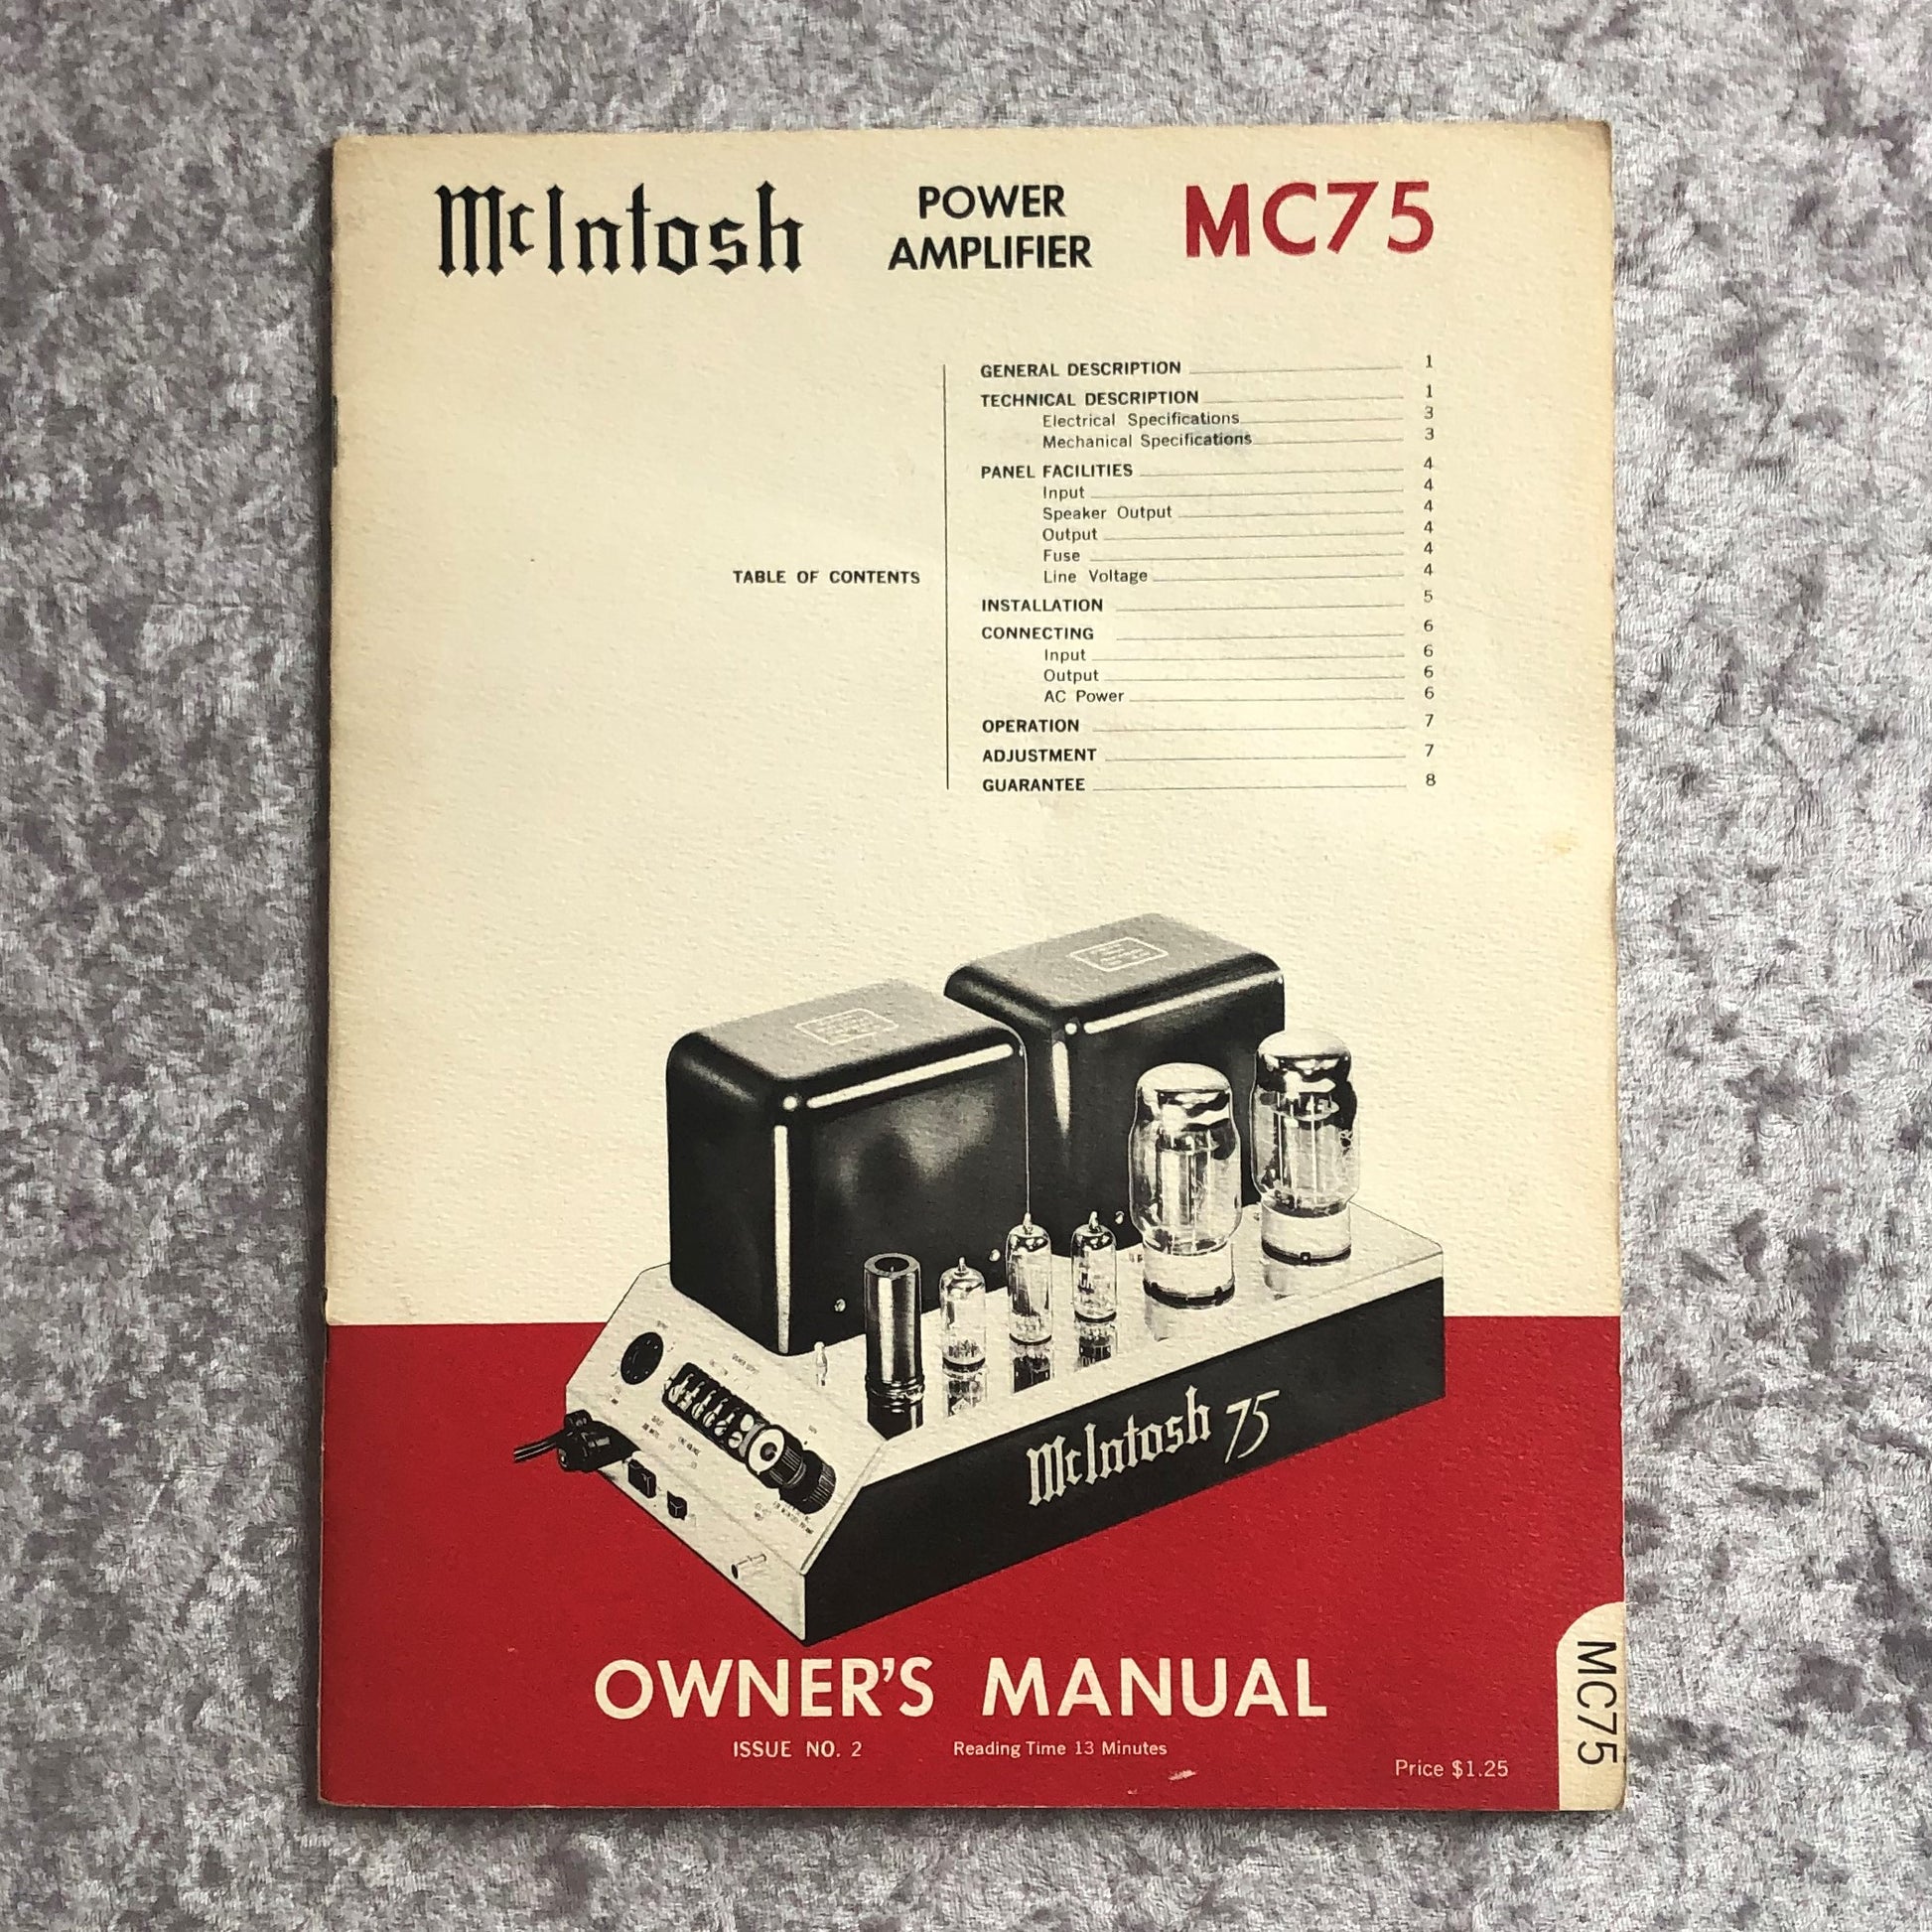 McIntosh
POWER
AMPLIFIER
MC75
TABLE OF CONTENTS
GENERAL DESCRIPTION 1
TECHNICAL DESCRIPTION 1
Electrical Specifications 3
Mechanical Specifications 3
PANEL FACILITIES 4
Input 4
Speaker Output 4
Output 4
Fuse 4
Line Voltage 4
INSTALLATION 5
CONNECTING 6
Input 6
Output 6
AC Power 6
OPERATION 7
ADJUSTMENT 7
GUARANTEE 8
McIntosh 75
OWNER'S MANUAL
ISSUE NO. 2
Reading Time 13 Minutes
Price $1.25
MC75